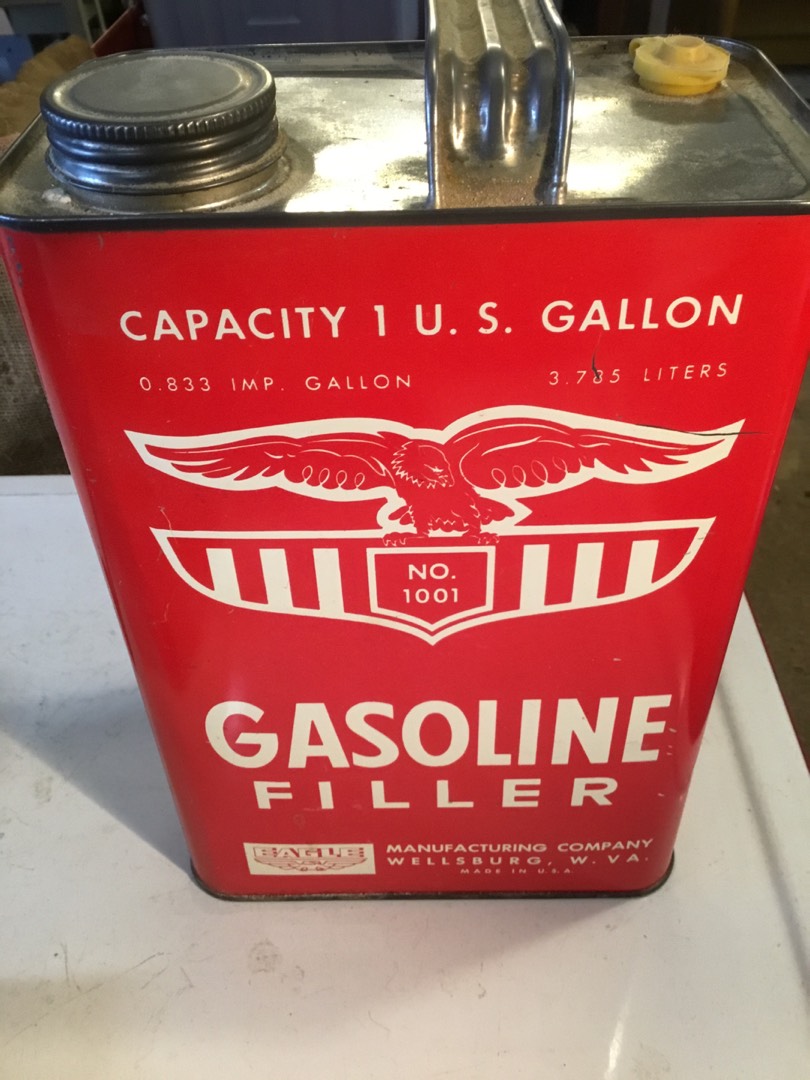 CAPACITY 1 U. S. GALLON
0.833 IMP. GALLON 3.785 LITERS
NO.
1001
GASOLINE
FILLER
EAGLE
MANUFACTURING COMPANY
WELLSBURG, W. VA.
MADE IN U.S.A.